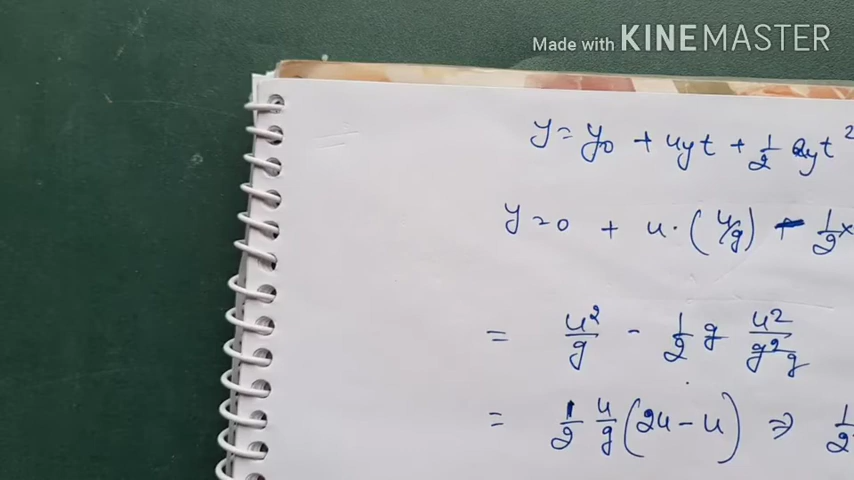 Made with KINEMASTER
y = y₀ + uyt + 1/2 ayt²
y = 0 + u · (u/g) - 1/2 ×
= u²/g - 1/2 g u²/g² g
= 1/2 u/g (2u - u) ⇒ 1/2